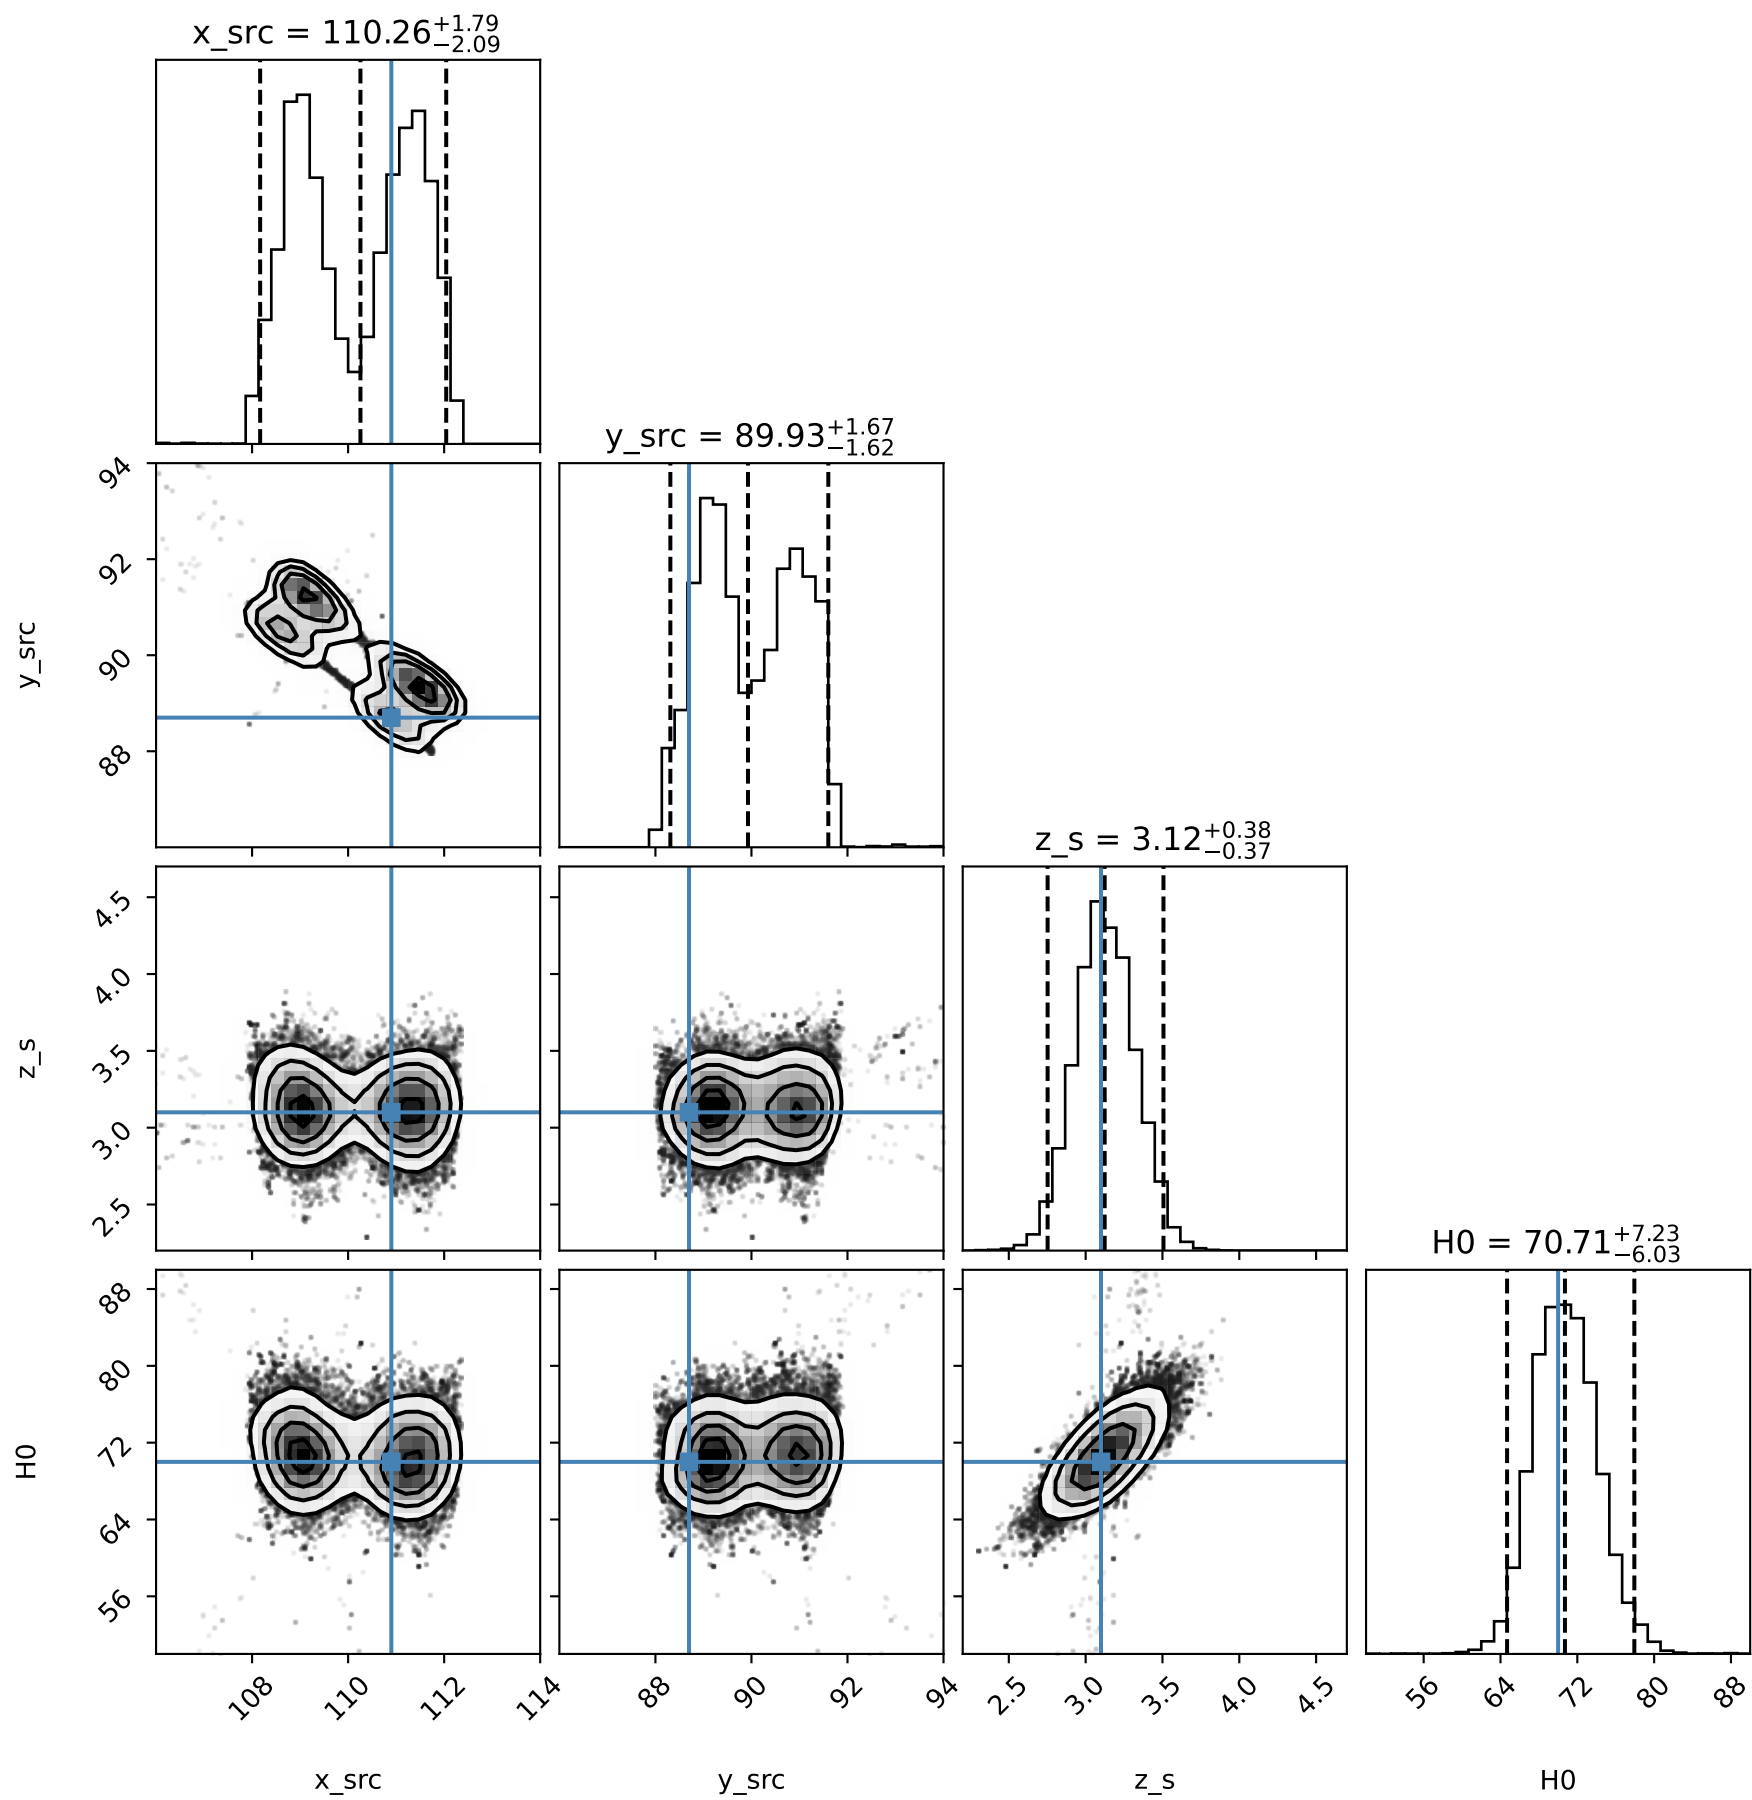 x_src = 110.26 +1.79 −2.09
94
92
90
88
y_src
y_src = 89.93 +1.67 −1.62
4.5
4.0
3.5
3.0
2.5
z_s
z_s = 3.12 +0.38 −0.37
88
80
72
64
56
H0
H0 = 70.71 +7.23 −6.03
108 110 112 114 88 90 92 94 2.5 3.0 3.5 4.0 4.5 56 64 72 80 88
x_src y_src z_s H0